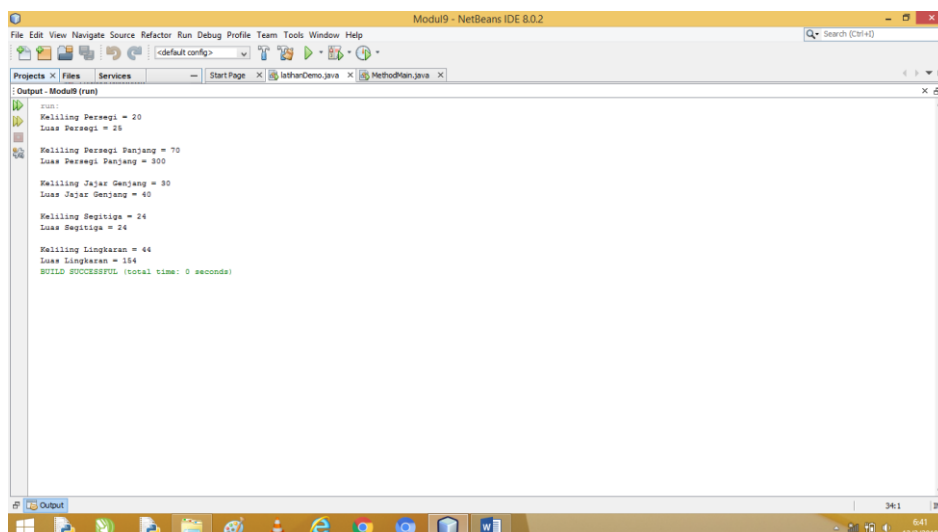 Modul9 - NetBeans IDE 8.0.2
File Edit View Navigate Source Refactor Run Debug Profile Team Tools Window Help
Search (Ctrl+I)
<default config>
Projects Files Services
Start Page latihanDemo.java MethodMain.java
Output - Modul9 (run)
run:
Keliling Persegi = 20
Luas Persegi = 25
Keliling Persegi Panjang = 70
Luas Persegi Panjang = 300
Keliling Jajar Genjang = 30
Luas Jajar Genjang = 40
Keliling Segitiga = 24
Luas Segitiga = 24
Keliling Lingkaran = 44
Luas Lingkaran = 154
BUILD SUCCESSFUL (total time: 0 seconds)
Output
34:1
6:41